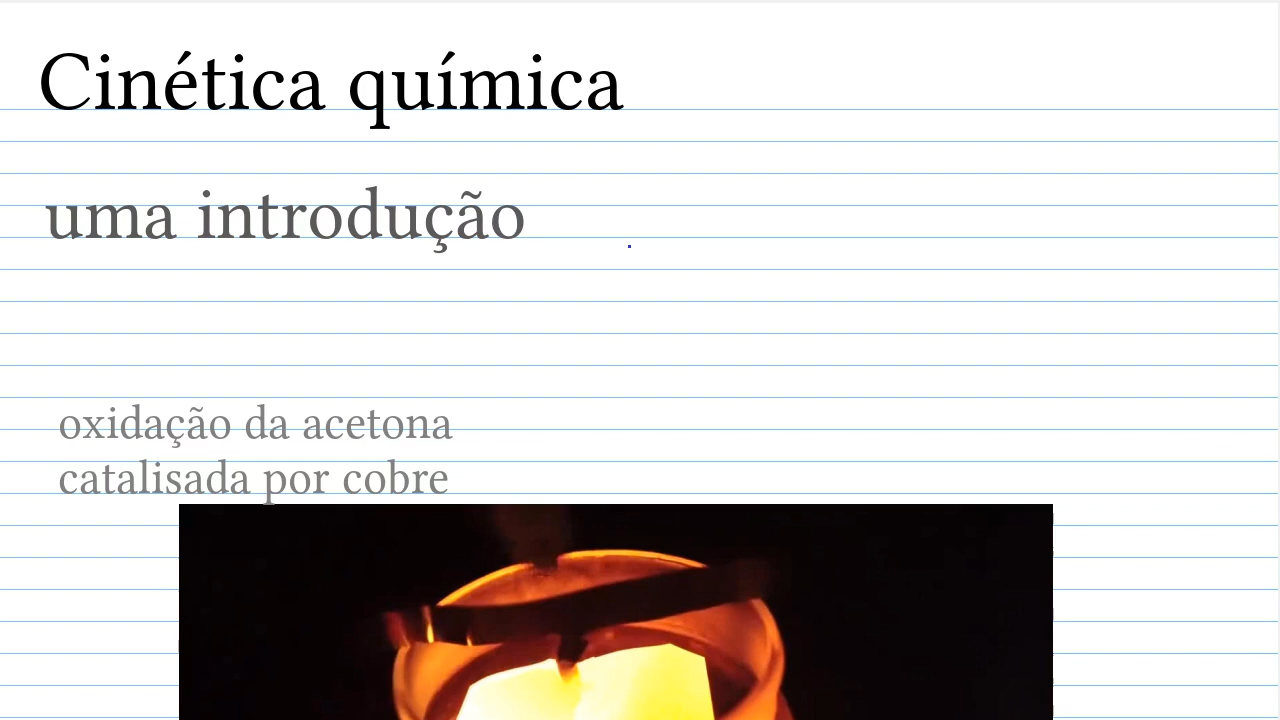 Cinética química
uma introdução
oxidação da acetona
catalisada por cobre